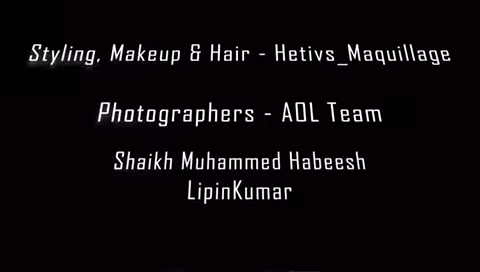 Styling, Makeup & Hair - Hetivs_Maquillage
Photographers - AOL Team
Shaikh Muhammed Habeesh
LipinKumar